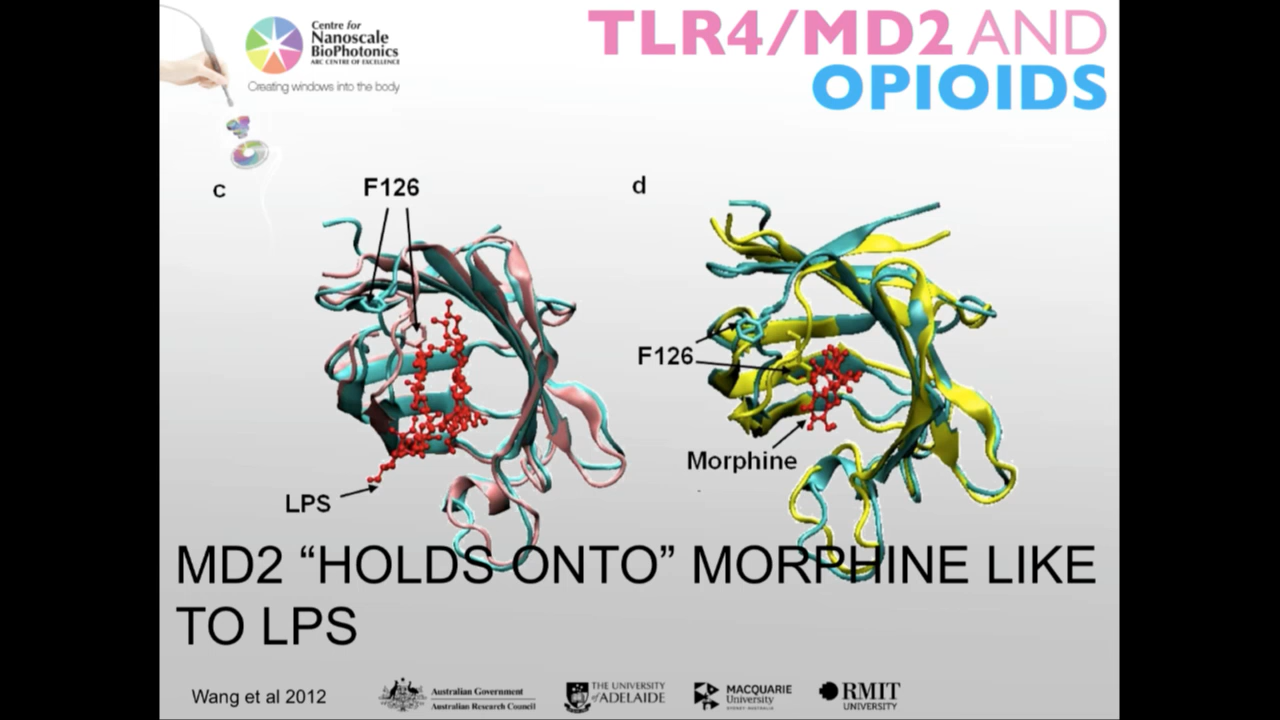 Centre for
Nanoscale
BioPhotonics
ARC CENTRE OF EXCELLENCE
Creating windows into the body
TLR4/MD2 AND
OPIOIDS
c
F126
LPS
d
F126
Morphine
MD2 “HOLDS ONTO” MORPHINE LIKE
TO LPS
Wang et al 2012
Australian Government
Australian Research Council
THE UNIVERSITY
of ADELAIDE
MACQUARIE
University
SYDNEY·AUSTRALIA
RMIT
UNIVERSITY